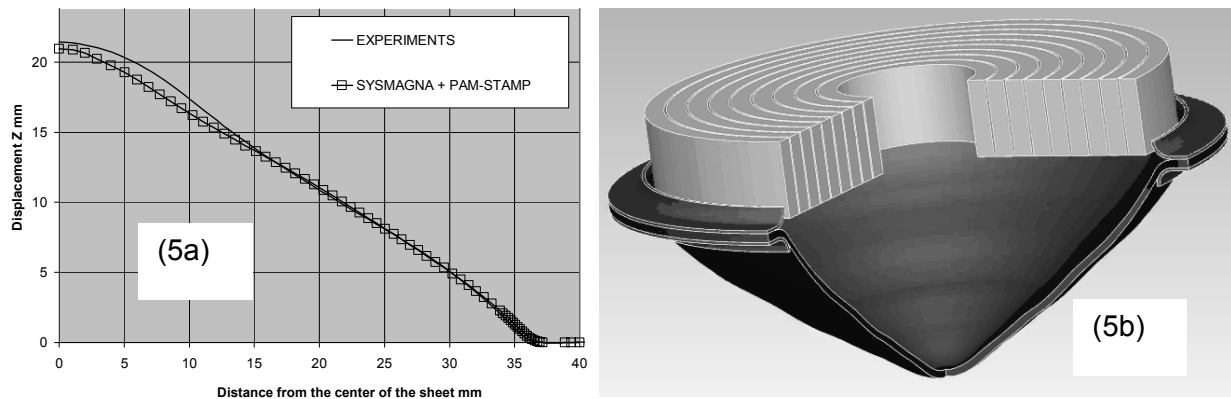 EXPERIMENTS
SYSMAGNA + PAM-STAMP
Displacement Z mm
20
15
10
5
0
(5a)
0 5 10 15 20 25 30 35 40
Distance from the center of the sheet mm
(5b)